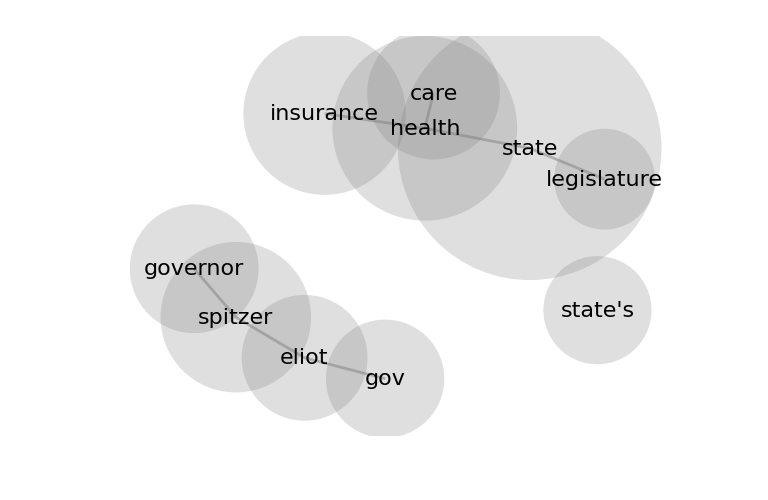 care
insurance
health
state
legislature
governor
state's
spitzer
eliot
gov